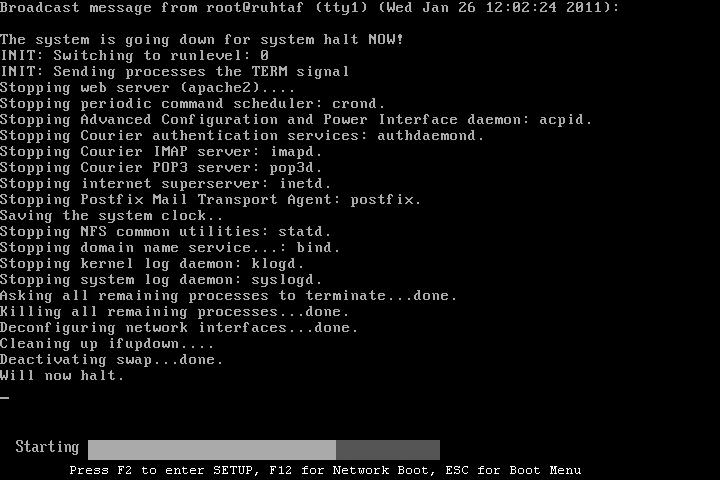 Broadcast message from root@ruhtaf (tty1) (Wed Jan 26 12:02:24 2011):
The system is going down for system halt NOW!
INIT: Switching to runlevel: 0
INIT: Sending processes the TERM signal
Stopping web server (apache2)....
Stopping periodic command scheduler: crond.
Stopping Advanced Configuration and Power Interface daemon: acpid.
Stopping Courier authentication services: authdaemond.
Stopping Courier IMAP server: imapd.
Stopping Courier POP3 server: pop3d.
Stopping internet superserver: inetd.
Stopping Postfix Mail Transport Agent: postfix.
Saving the system clock..
Stopping NFS common utilities: statd.
Stopping domain name service...: bind.
Stopping kernel log daemon: klogd.
Stopping system log daemon: syslogd.
Asking all remaining processes to terminate...done.
Killing all remaining processes...done.
Deconfiguring network interfaces...done.
Cleaning up ifupdown....
Deactivating swap...done.
Will now halt.
_
Starting
Press F2 to enter SETUP, F12 for Network Boot, ESC for Boot Menu